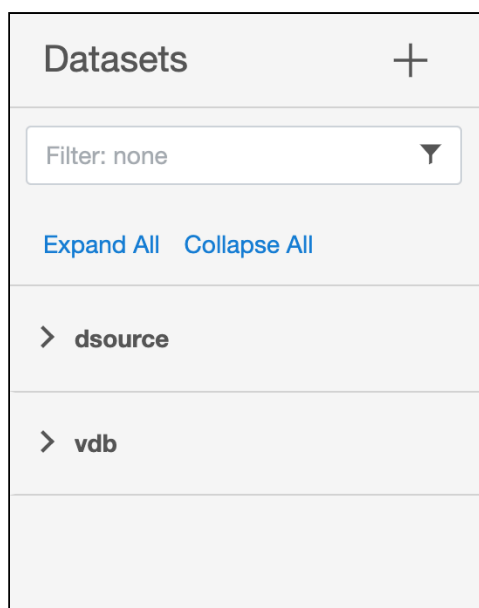 Datasets
Filter: none
Expand All Collapse All
dsource
vdb